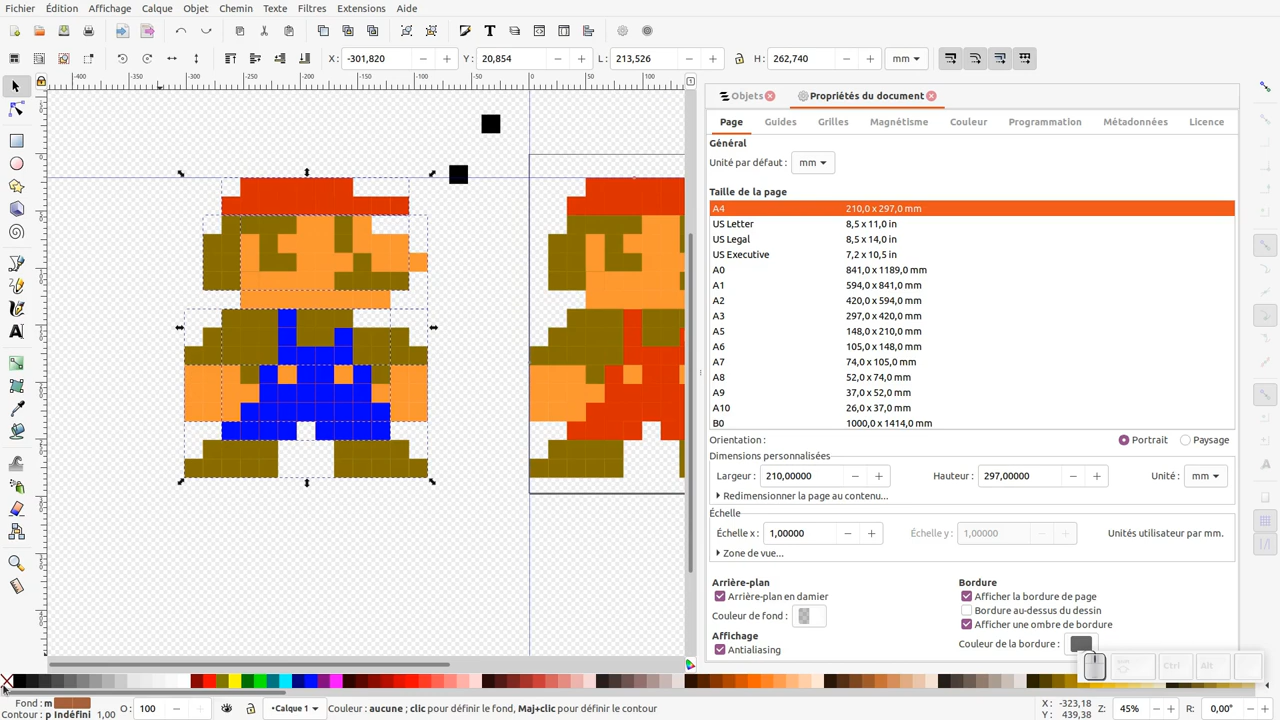 Fichier Édition Affichage Calque Objet Chemin Texte Filtres Extensions Aide
X : -301,820 Y : 20,854 L : 213,526 H : 262,740 mm
Objets Propriétés du document
Page Guides Grilles Magnétisme Couleur Programmation Métadonnées Licence
Général
Unité par défaut : mm
Taille de la page
A4 210,0 x 297,0 mm
US Letter 8,5 x 11,0 in
US Legal 8,5 x 14,0 in
US Executive 7,2 x 10,5 in
A0 841,0 x 1189,0 mm
A1 594,0 x 841,0 mm
A2 420,0 x 594,0 mm
A3 297,0 x 420,0 mm
A5 148,0 x 210,0 mm
A6 105,0 x 148,0 mm
A7 74,0 x 105,0 mm
A8 52,0 x 74,0 mm
A9 37,0 x 52,0 mm
A10 26,0 x 37,0 mm
B0 1000,0 x 1414,0 mm
Orientation : Portrait Paysage
Dimensions personnalisées
Largeur : 210,00000 Hauteur : 297,00000 Unité : mm
Redimensionner la page au contenu...
Échelle
Échelle x : 1,00000 Échelle y : 1,00000 Unités utilisateur par mm.
Zone de vue...
Arrière-plan Bordure
Arrière-plan en damier Afficher la bordure de page
Couleur de fond : Bordure au-dessus du dessin
Afficher une ombre de bordure
Affichage Couleur de la bordure :
Antialiasing
Ctrl Alt
Fond : m O : 100 •Calque 1 Couleur : aucune ; clic pour définir le fond, Maj+clic pour définir le contour X : -323,18 Z : 45% R : 0,00°
Contour : p Indéfini 1,00 Y : 439,38